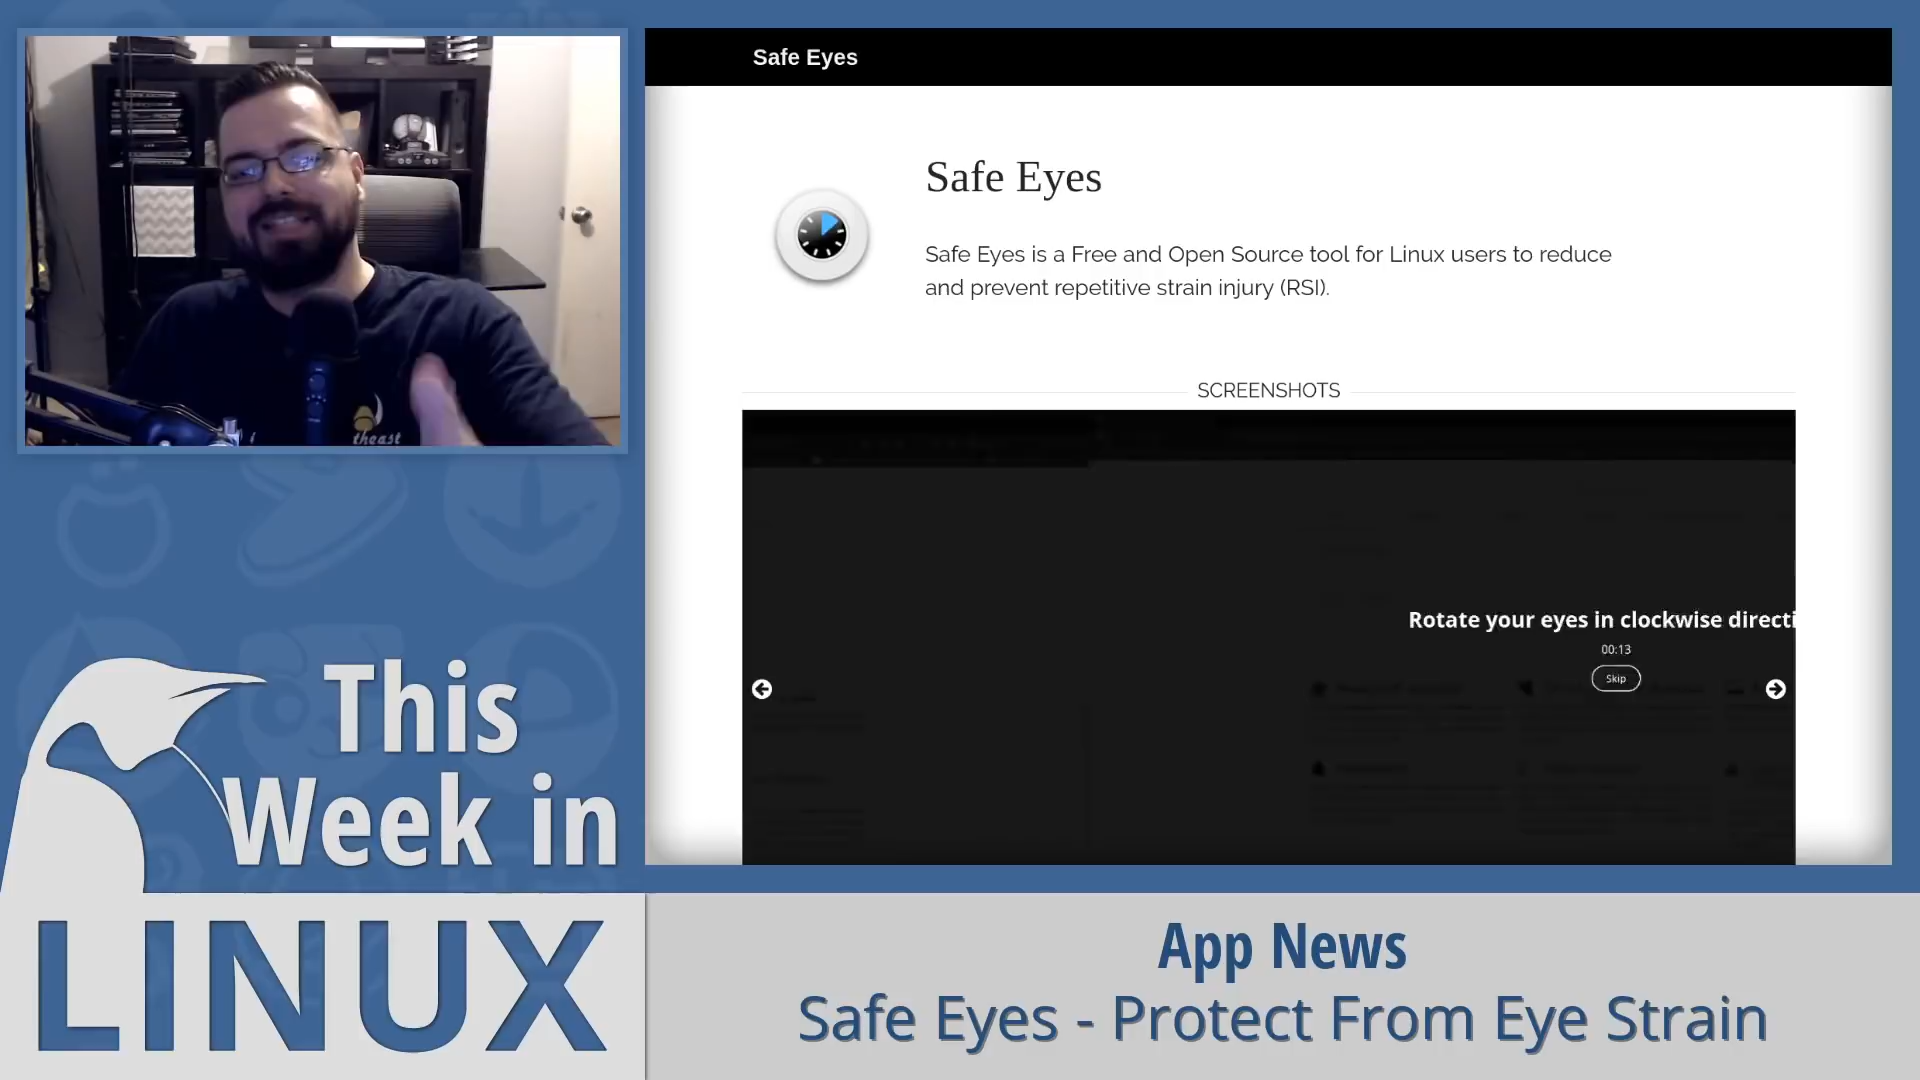 Safe Eyes
Safe Eyes
Safe Eyes is a Free and Open Source tool for Linux users to reduce
and prevent repetitive strain injury (RSI).
SCREENSHOTS
Rotate your eyes in clockwise directi
00:13
Skip
theast
This
Week in
LINUX
App News
Safe Eyes - Protect From Eye Strain